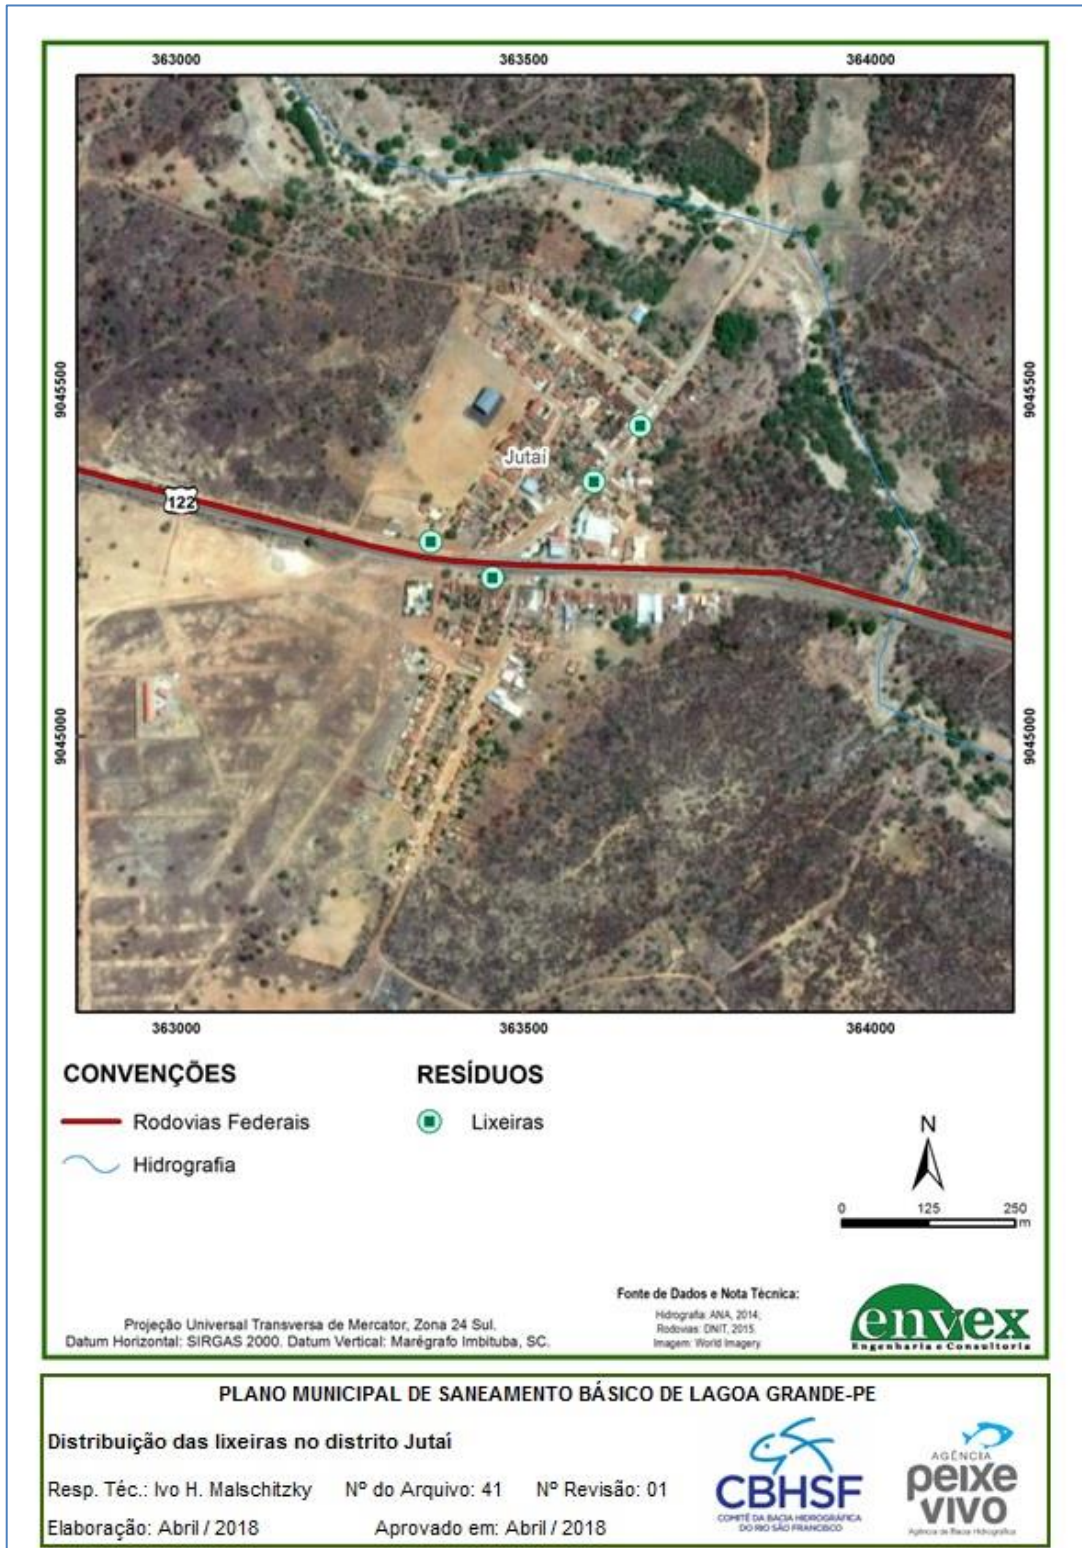 363000 363500 364000
9045500 9045500
Jutaí
122
9045000 9045000
363000 363500 364000
CONVENÇÕES RESÍDUOS
Rodovias Federais Lixeiras
Hidrografia
N
0 125 250
m
Fonte de Dados e Nota Técnica:
Hidrografia: ANA, 2014;
Rodovias: DNIT, 2015.
Imagem: World Imagery
Projeção Universal Transversa de Mercator, Zona 24 Sul.
Datum Horizontal: SIRGAS 2000. Datum Vertical: Marégrafo Imbituba, SC.
envex
Engenharia e Consultoria
PLANO MUNICIPAL DE SANEAMENTO BÁSICO DE LAGOA GRANDE-PE
Distribuição das lixeiras no distrito Jutaí
Resp. Téc.: Ivo H. Malschitzky Nº do Arquivo: 41 Nº Revisão: 01
Elaboração: Abril / 2018 Aprovado em: Abril / 2018
CBHSF
COMITÊ DA BACIA HIDROGRÁFICA
DO RIO SÃO FRANCISCO
AGÊNCIA
peixe
vivo
Agência de Bacia Hidrográfica